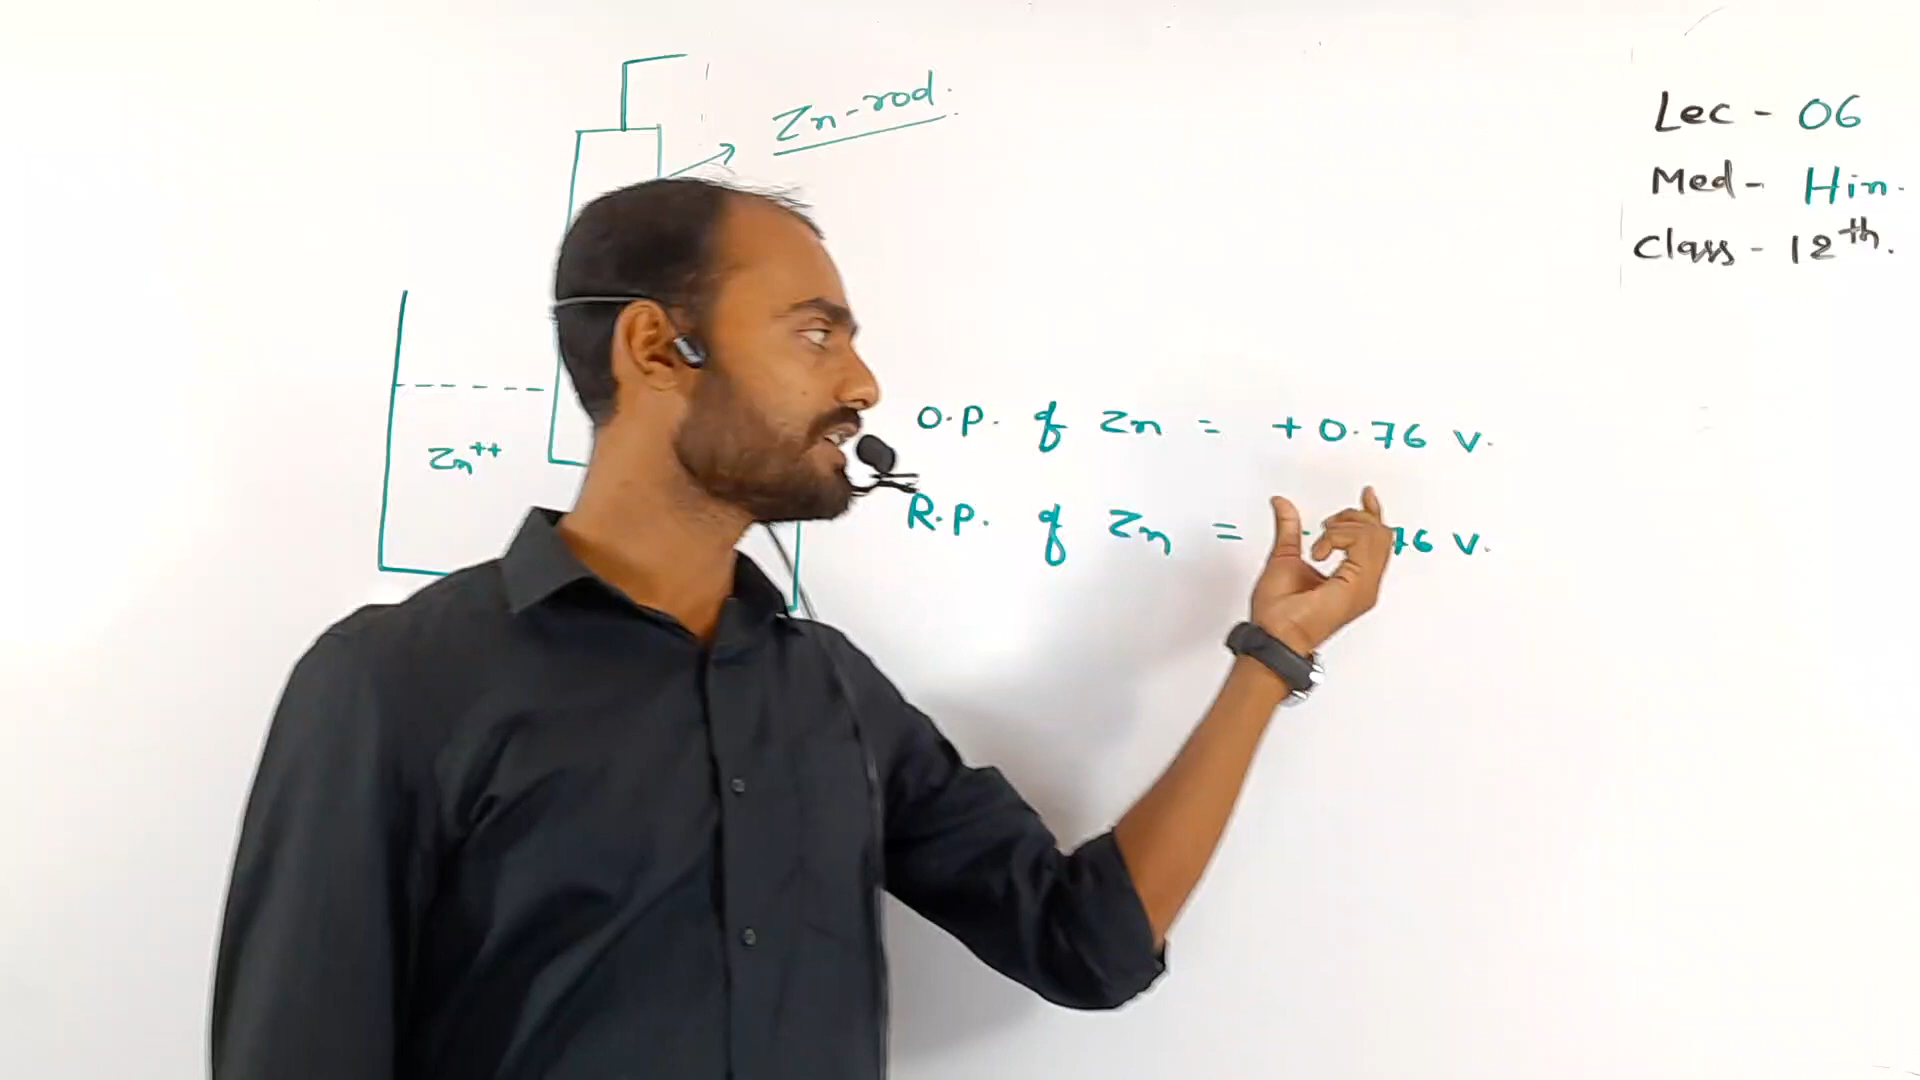 Zn-rod.
Lec - 06
Med - Hin.
Class - 12th.
Zn++
O.P. of Zn = +0.76 V.
R.P. of Zn = 76 V.